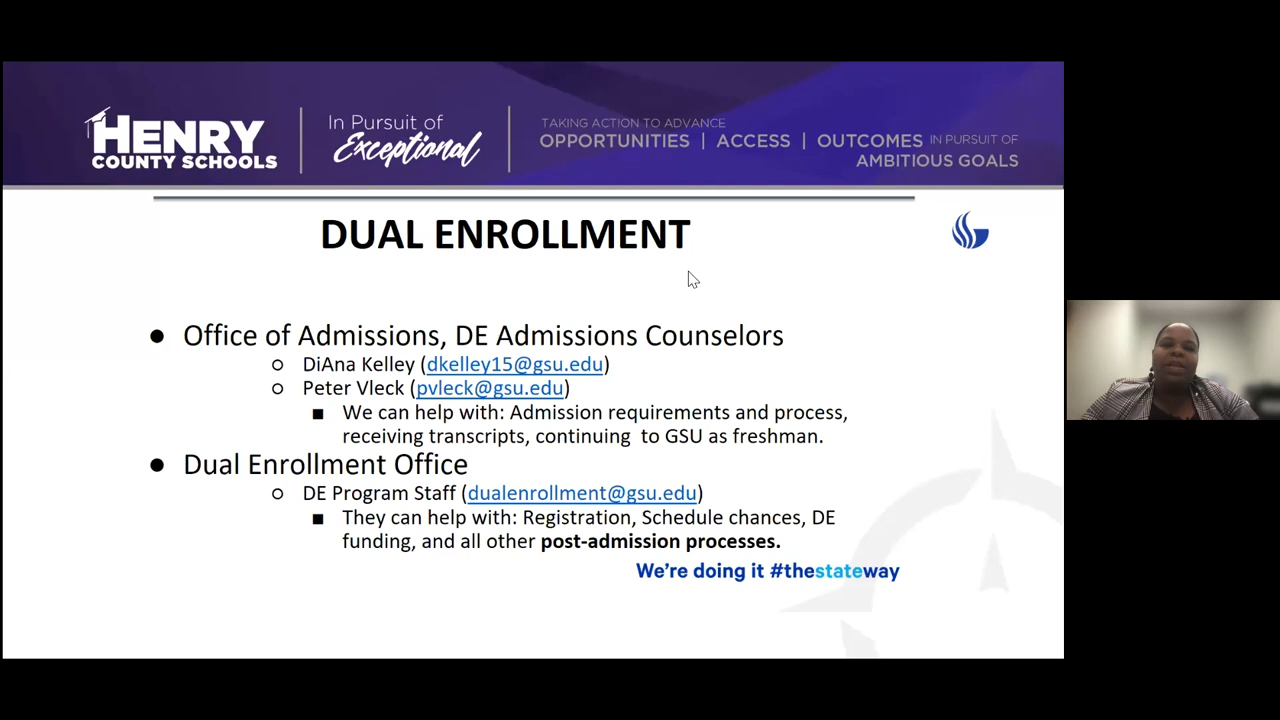 HENRY
COUNTY SCHOOLS
In Pursuit of
Exceptional
TAKING ACTION TO ADVANCE
OPPORTUNITIES | ACCESS | OUTCOMES IN PURSUIT OF
AMBITIOUS GOALS
DUAL ENROLLMENT
● Office of Admissions, DE Admissions Counselors
○ DiAna Kelley (dkelley15@gsu.edu)
○ Peter Vleck (pvleck@gsu.edu)
■ We can help with: Admission requirements and process,
receiving transcripts, continuing to GSU as freshman.
● Dual Enrollment Office
○ DE Program Staff (dualenrollment@gsu.edu)
■ They can help with: Registration, Schedule chances, DE
funding, and all other post-admission processes.
We're doing it #thestateway